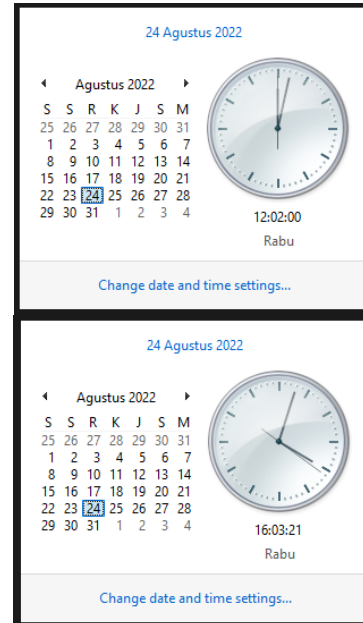 24 Agustus 2022
Agustus 2022
S S R K J S M
25 26 27 28 29 30 31
1 2 3 4 5 6 7
8 9 10 11 12 13 14
15 16 17 18 19 20 21
22 23 24 25 26 27 28
29 30 31 1 2 3 4
12:02:00
Rabu
Change date and time settings...
24 Agustus 2022
Agustus 2022
S S R K J S M
25 26 27 28 29 30 31
1 2 3 4 5 6 7
8 9 10 11 12 13 14
15 16 17 18 19 20 21
22 23 24 25 26 27 28
29 30 31 1 2 3 4
16:03:21
Rabu
Change date and time settings...